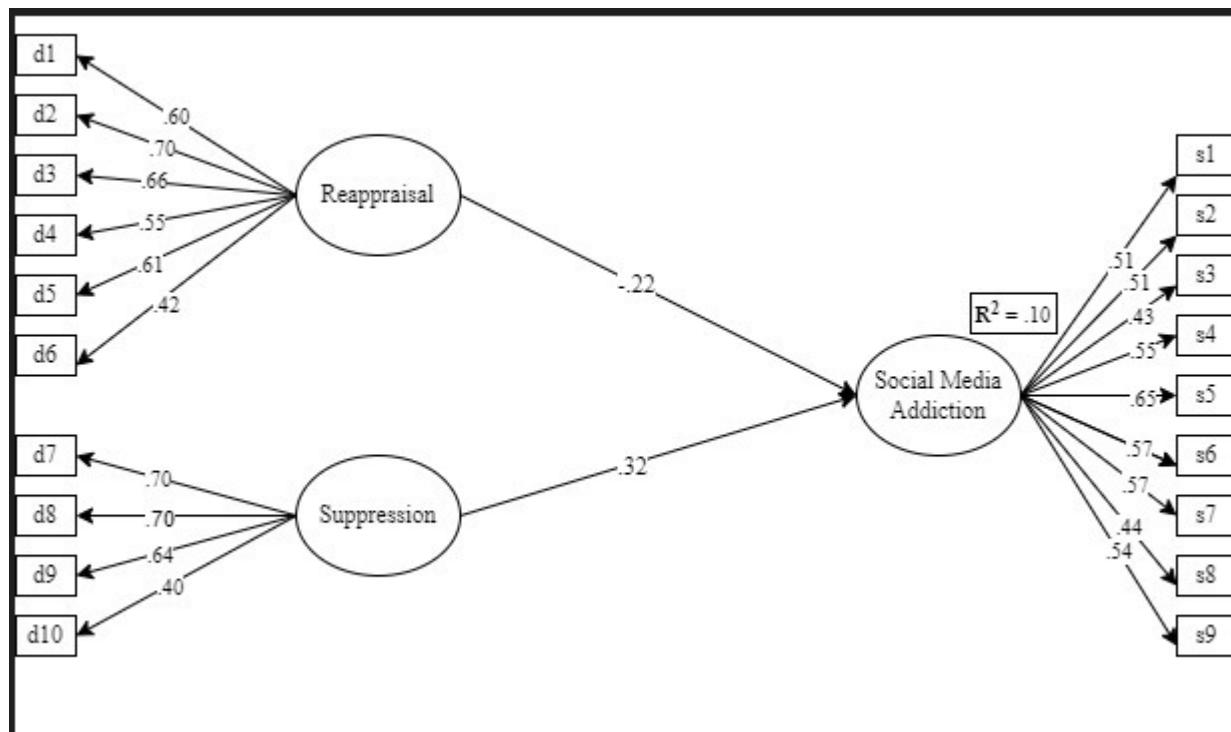 d1
d2
d3
d4
d5
d6
.60
.70
.66
.55
.61
.42
Reappraisal
-.22
d7
d8
d9
d10
.70
.70
.64
.40
Suppression
.32
R² = .10
Social Media
Addiction
.51
.51
.43
.55
.65
.57
.57
.44
.54
s1
s2
s3
s4
s5
s6
s7
s8
s9